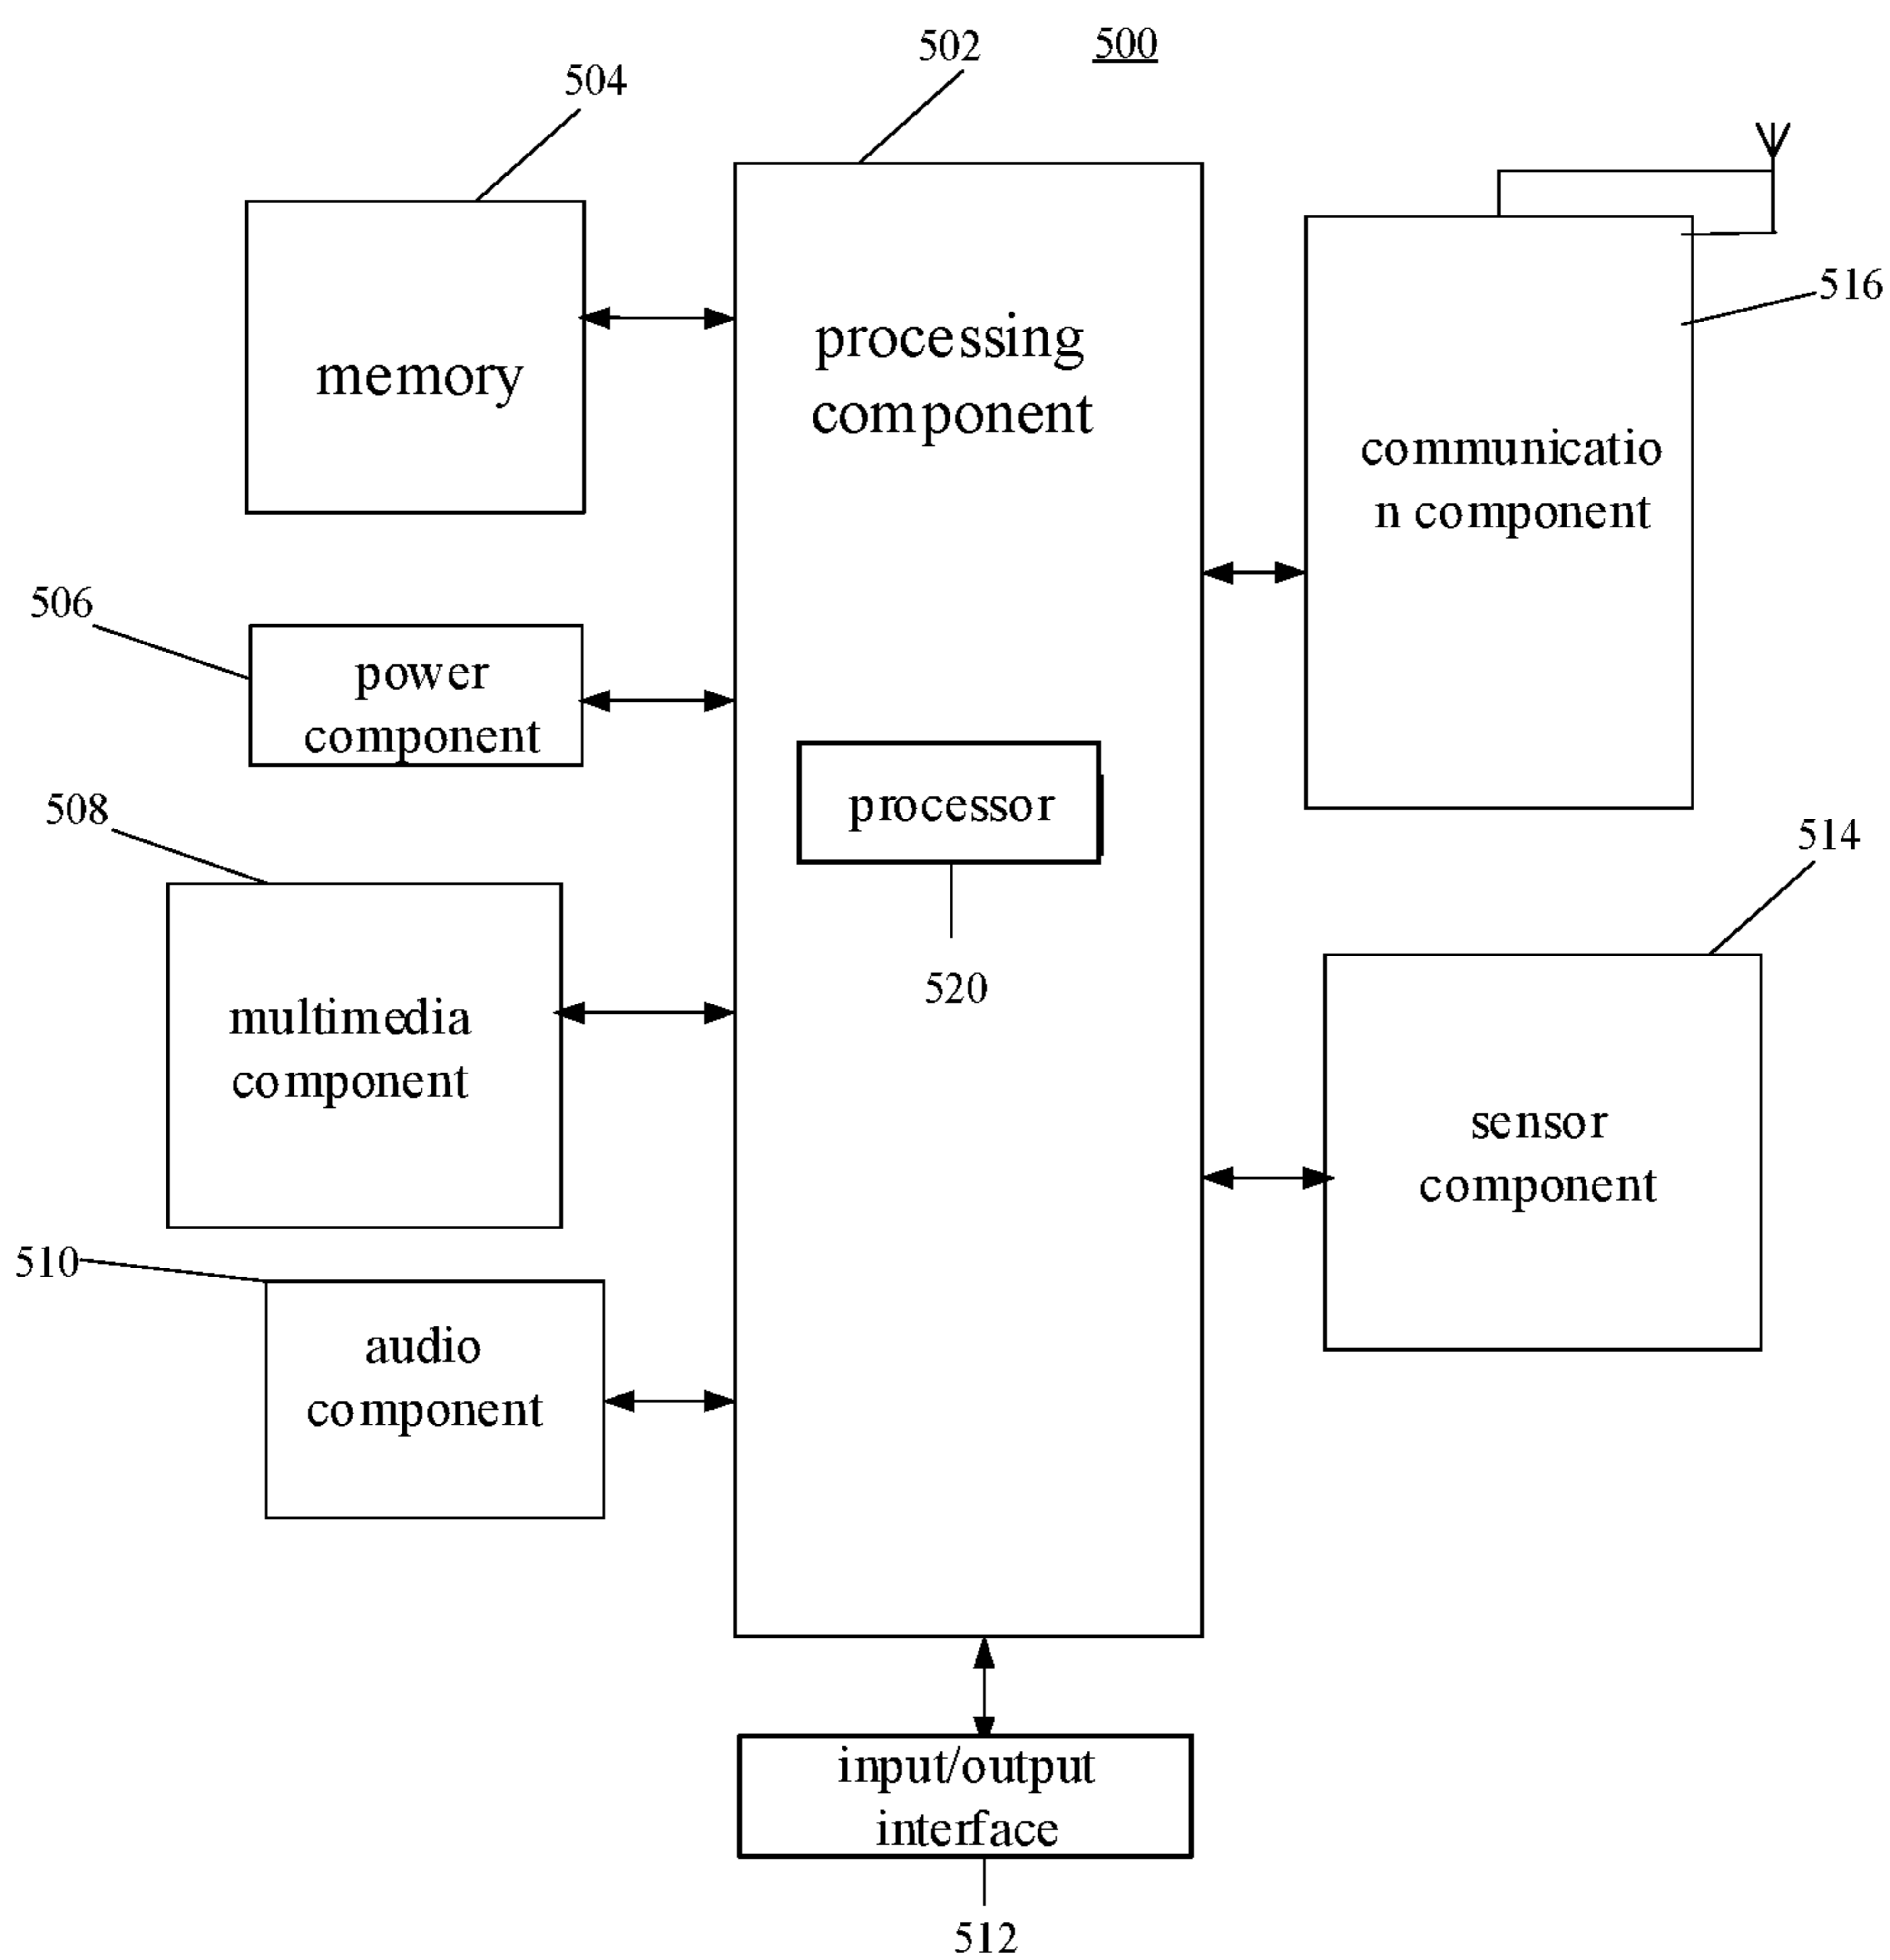 502
500
504
516
memory
processing
component
communicatio
n component
506
power
component
508
processor
514
520
multimedia
component
sensor
component
510
audio
component
input/output
interface
512